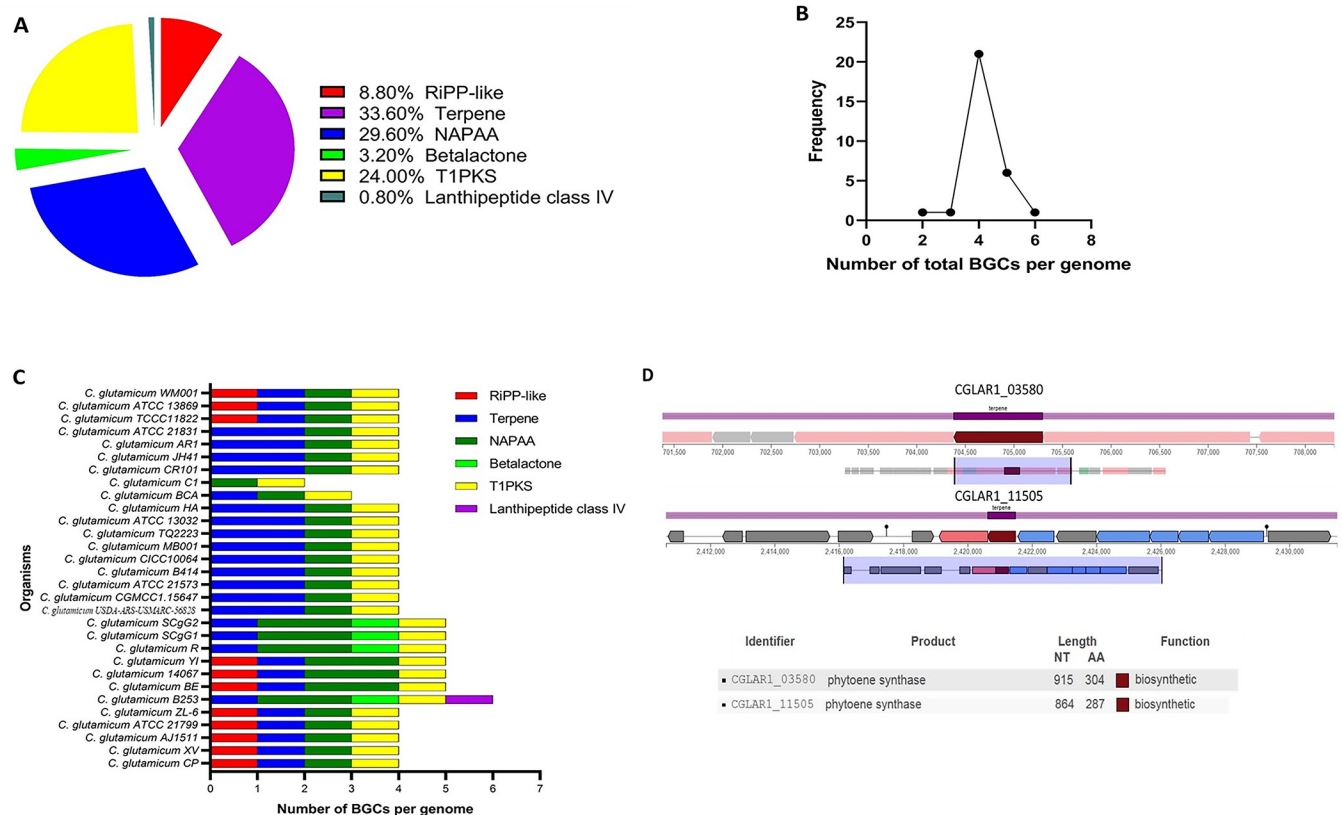 A
8.80% RiPP-like
33.60% Terpene
29.60% NAPAA
3.20% Betalactone
24.00% T1PKS
0.80% Lanthipeptide class IV
B
Frequency
25
20
15
10
5
0
0 2 4 6 8
Number of total BGCs per genome
C
Organisms
C. glutamicum WM001
C. glutamicum ATCC 13869
C. glutamicum TCCC11822
C. glutamicum ATCC 21831
C. glutamicum AR1
C. glutamicum JH41
C. glutamicum CR101
C. glutamicum C1
C. glutamicum BCA
C. glutamicum HA
C. glutamicum ATCC 13032
C. glutamicum TQ2223
C. glutamicum MB001
C. glutamicum CICC10064
C. glutamicum B414
C. glutamicum ATCC 21573
C. glutamicum CGMCC1.15647
C. glutamicum USDA-ARS-USMARC-56828
C. glutamicum SCgG2
C. glutamicum SCgG1
C. glutamicum R
C. glutamicum YI
C. glutamicum 14067
C. glutamicum BE
C. glutamicum B253
C. glutamicum ZL-6
C. glutamicum ATCC 21799
C. glutamicum AJ1511
C. glutamicum XV
C. glutamicum CP
0 1 2 3 4 5 6 7
Number of BGCs per genome
RiPP-like
Terpene
NAPAA
Betalactone
T1PKS
Lanthipeptide class IV
D
CGLAR1_03580
terpene
701,500 702,000 702,500 703,000 703,500 704,000 704,500 705,000 705,500 706,000 706,500 707,000 707,500 708,000
CGLAR1_11505
terpene
2,412,000 2,414,000 2,416,000 2,418,000 2,420,000 2,422,000 2,424,000 2,426,000 2,428,000 2,430,000
Identifier Product Length Function
NT AA
CGLAR1_03580 phytoene synthase 915 304 biosynthetic
CGLAR1_11505 phytoene synthase 864 287 biosynthetic